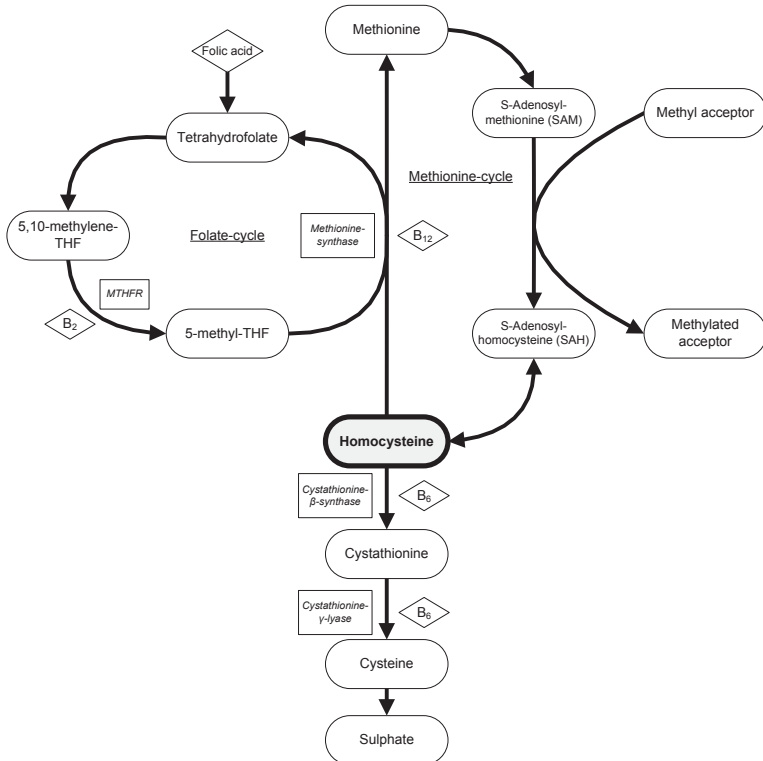 Methionine
Folic acid
S-Adenosyl-
methionine (SAM)
Methyl acceptor
Tetrahydrofolate
Methionine-cycle
5,10-methylene-
THF
Folate-cycle
Methionine-
synthase
B12
MTHFR
B2
5-methyl-THF
S-Adenosyl-
homocysteine (SAH)
Methylated
acceptor
Homocysteine
Cystathionine-
β-synthase
B6
Cystathionine
Cystathionine-
γ-lyase
B6
Cysteine
Sulphate